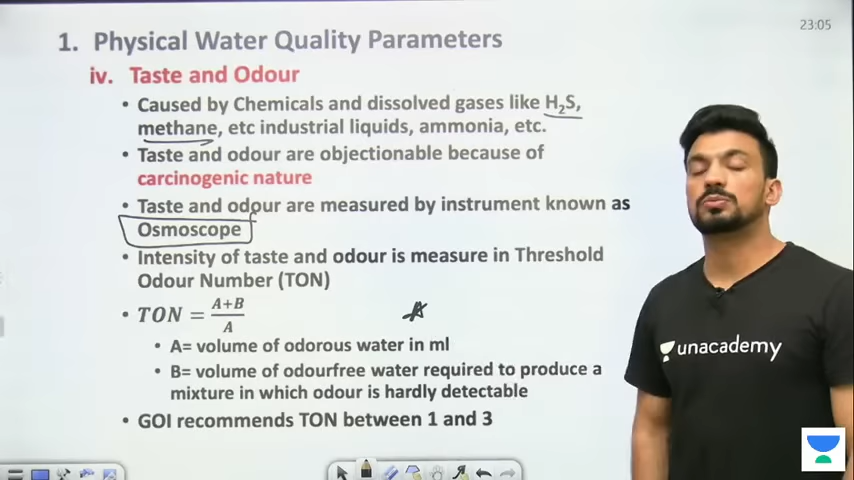 23:05
1. Physical Water Quality Parameters
iv. Taste and Odour
• Caused by Chemicals and dissolved gases like H₂S,
methane, etc industrial liquids, ammonia, etc.
• Taste and odour are objectionable because of
carcinogenic nature
• Taste and odour are measured by instrument known as
Osmoscope
• Intensity of taste and odour is measure in Threshold
Odour Number (TON)
• TON = A+B/A
• A= volume of odorous water in ml
• B= volume of odourfree water required to produce a
mixture in which odour is hardly detectable
• GOI recommends TON between 1 and 3
unacademy